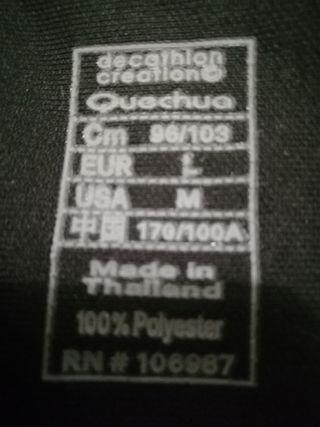 decathlon
creation©
Quechua
Cm 96/103
EUR L
USA M
中国 170/100A
Made in
Thailand
100% Polyester
RN # 106987